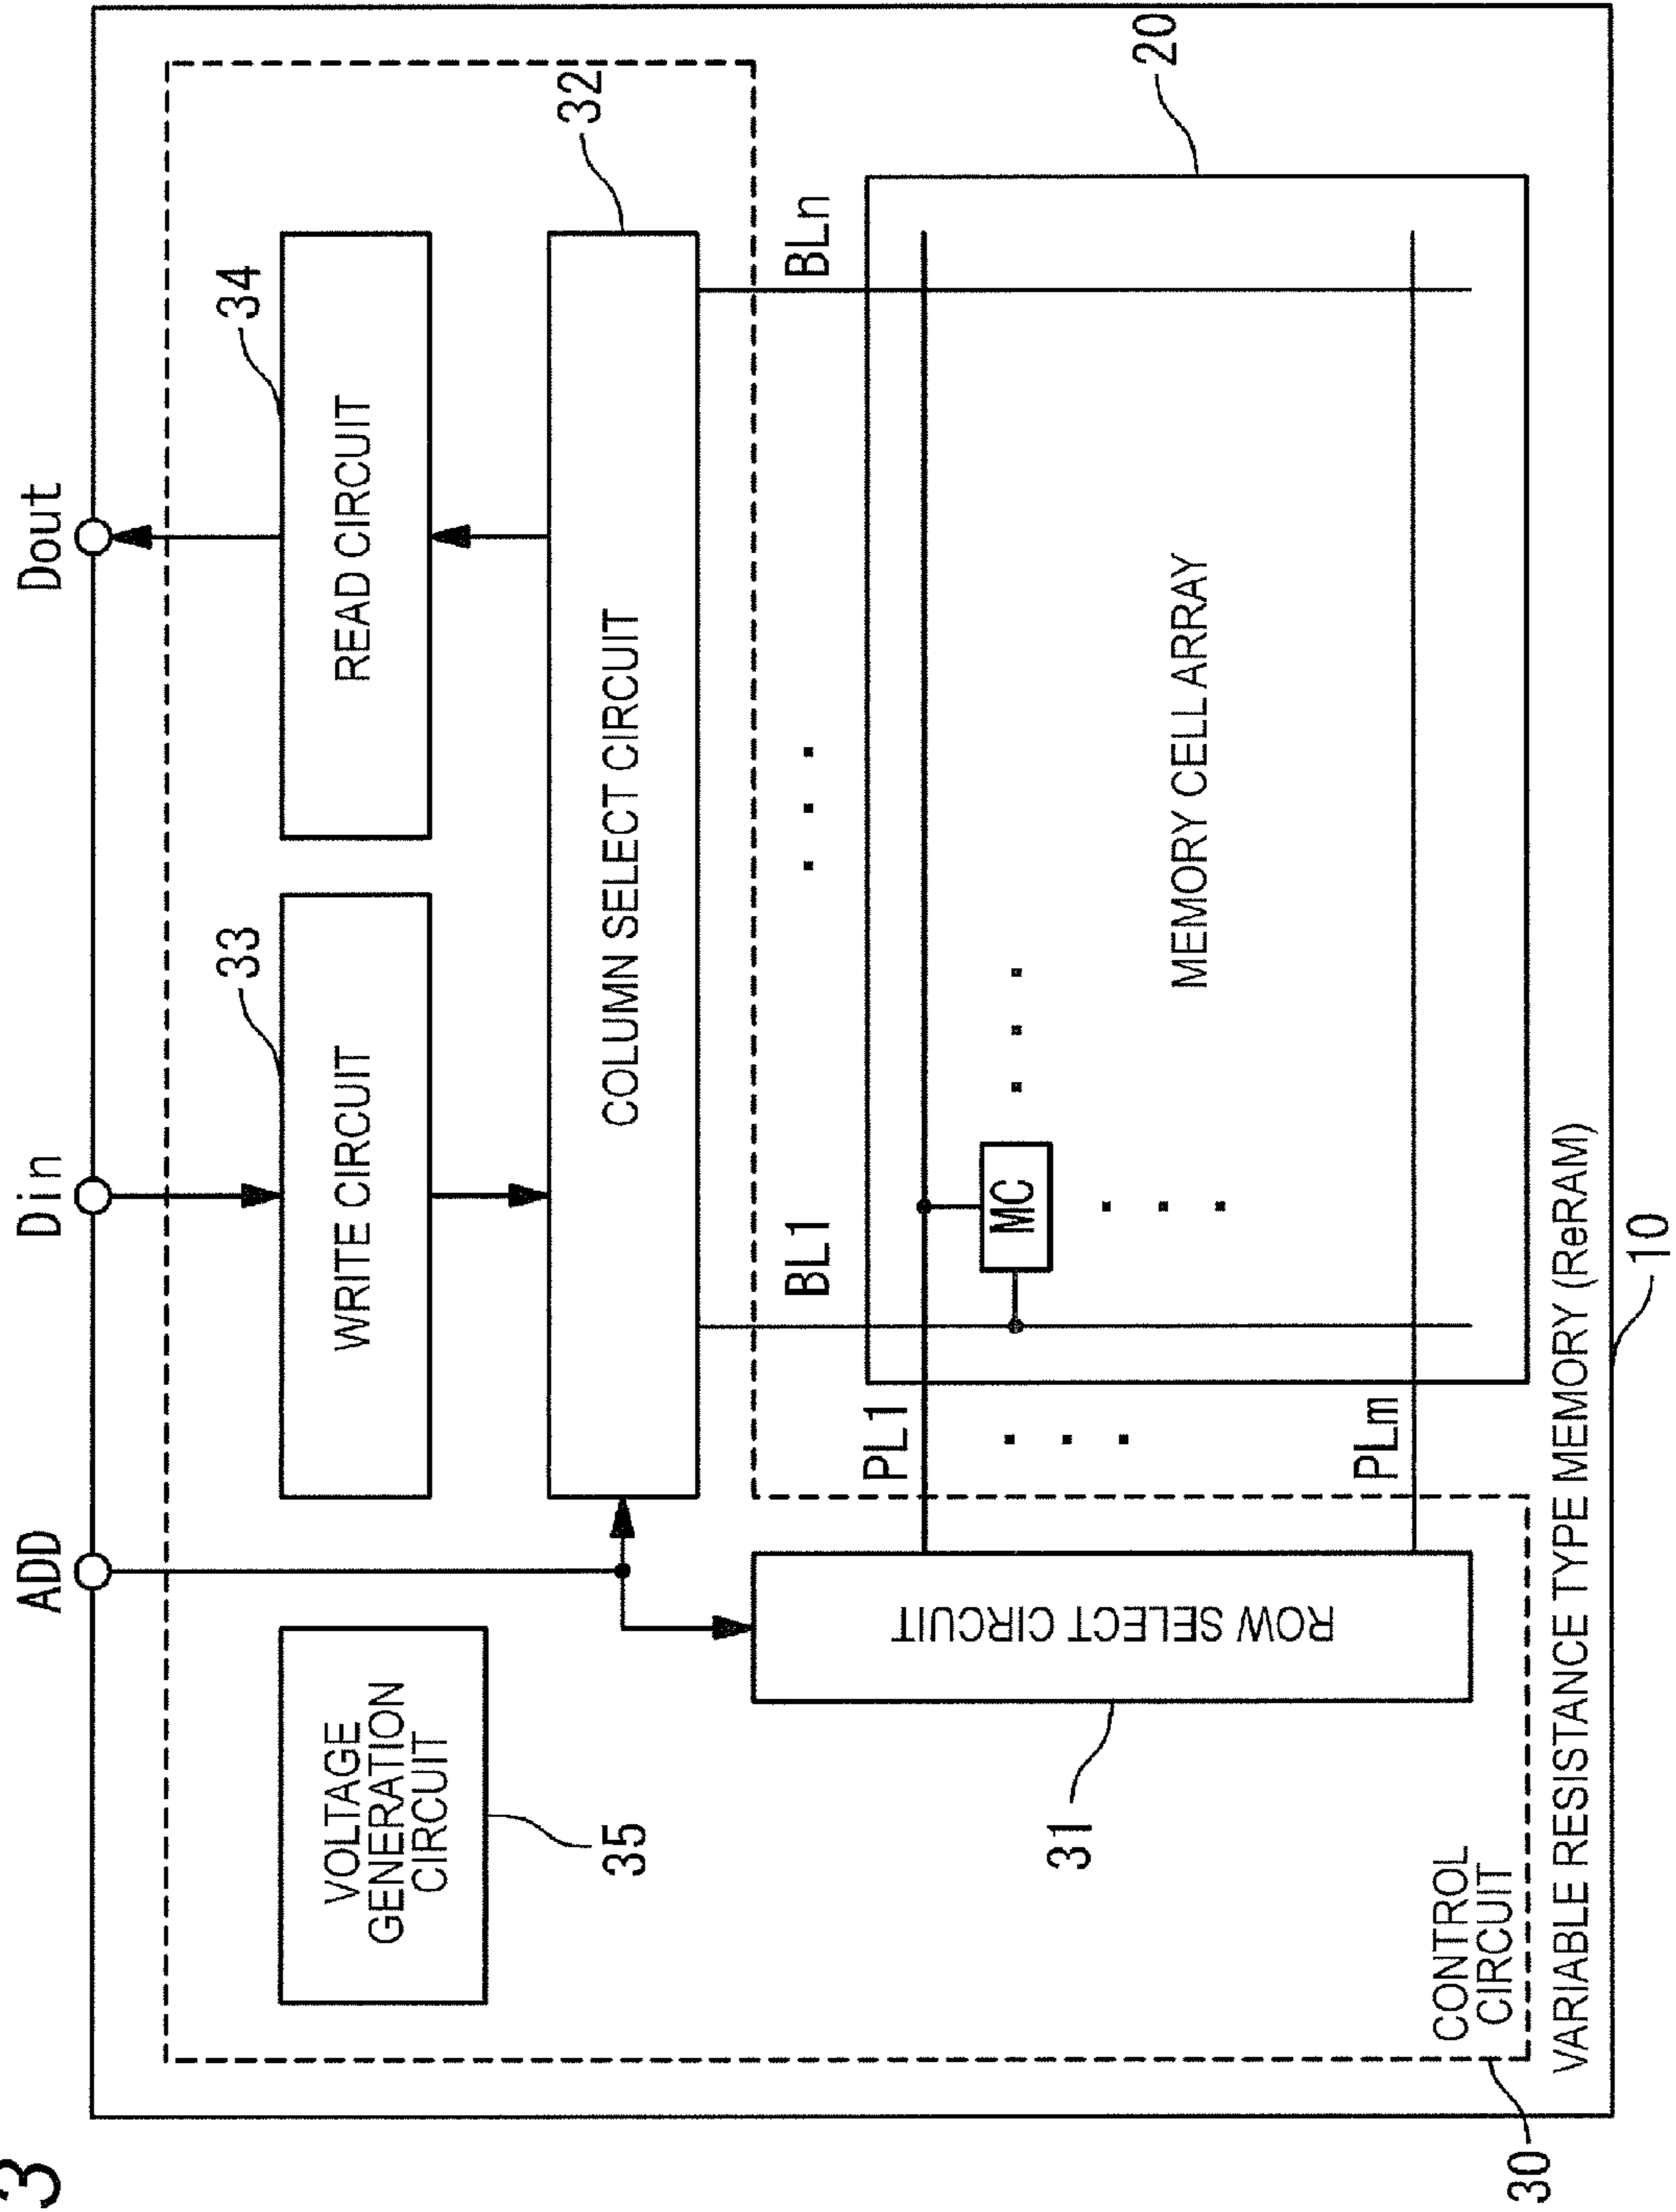 3
ADD
Din
Dout
33
34
VOLTAGE
GENERATION
CIRCUIT
WRITE CIRCUIT
READ CIRCUIT
35
COLUMN SELECT CIRCUIT
32
BL1
BLn
PL1
ROW SELECT CIRCUIT
MC
MEMORY CELL ARRAY
20
31
PLm
CONTROL
CIRCUIT
30
VARIABLE RESISTANCE TYPE MEMORY (ReRAM)
10